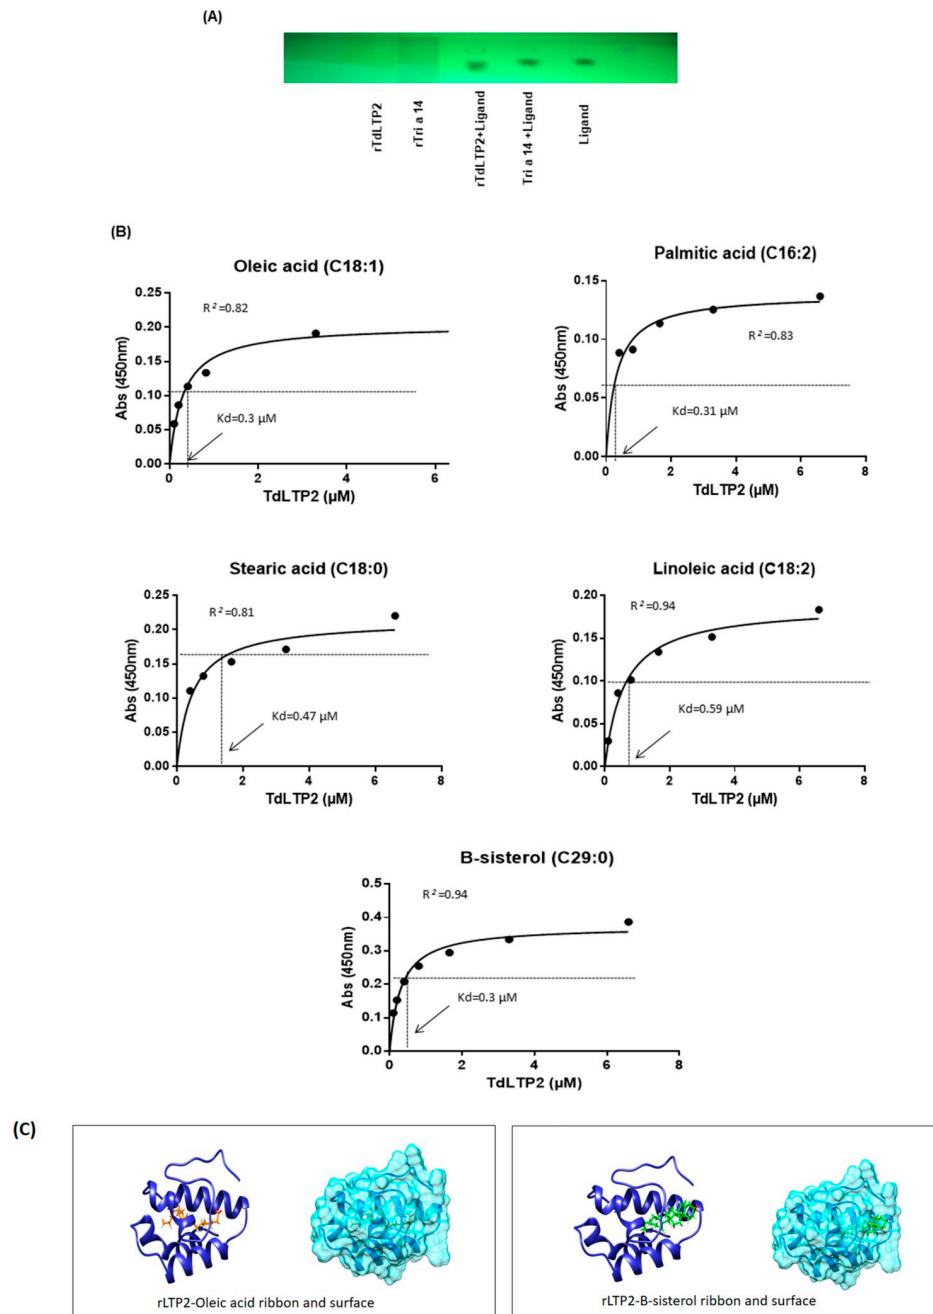 (A)
rTdLTP2
rTri a 14
rTdLTP2+Ligand
Tri a 14 +Ligand
Ligand
(B)
Oleic acid (C18:1)
R²=0.82
Abs (450nm)
0.25
0.20
0.15
0.10
0.05
0.00
Kd=0.3 µM
0 2 4 6
TdLTP2 (µM)
Palmitic acid (C16:2)
R²=0.83
Abs (450nm)
0.15
0.10
0.05
0.00
Kd=0.31 µM
0 2 4 6 8
TdLTP2 (µM)
Stearic acid (C18:0)
R²=0.81
Abs (450nm)
0.25
0.20
0.15
0.10
0.05
0.00
Kd=0.47 µM
0 2 4 6 8
TdLTP2 (µM)
Linoleic acid (C18:2)
R²=0.94
Abs (450nm)
0.20
0.15
0.10
0.05
0.00
Kd=0.59 µM
0 2 4 6 8
TdLTP2 (µM)
B-sisterol (C29:0)
R²=0.94
Abs (450nm)
0.5
0.4
0.3
0.2
0.1
0.0
Kd=0.3 µM
0 2 4 6 8
TdLTP2 (µM)
(C)
rLTP2-Oleic acid ribbon and surface
rLTP2-B-sisterol ribbon and surface